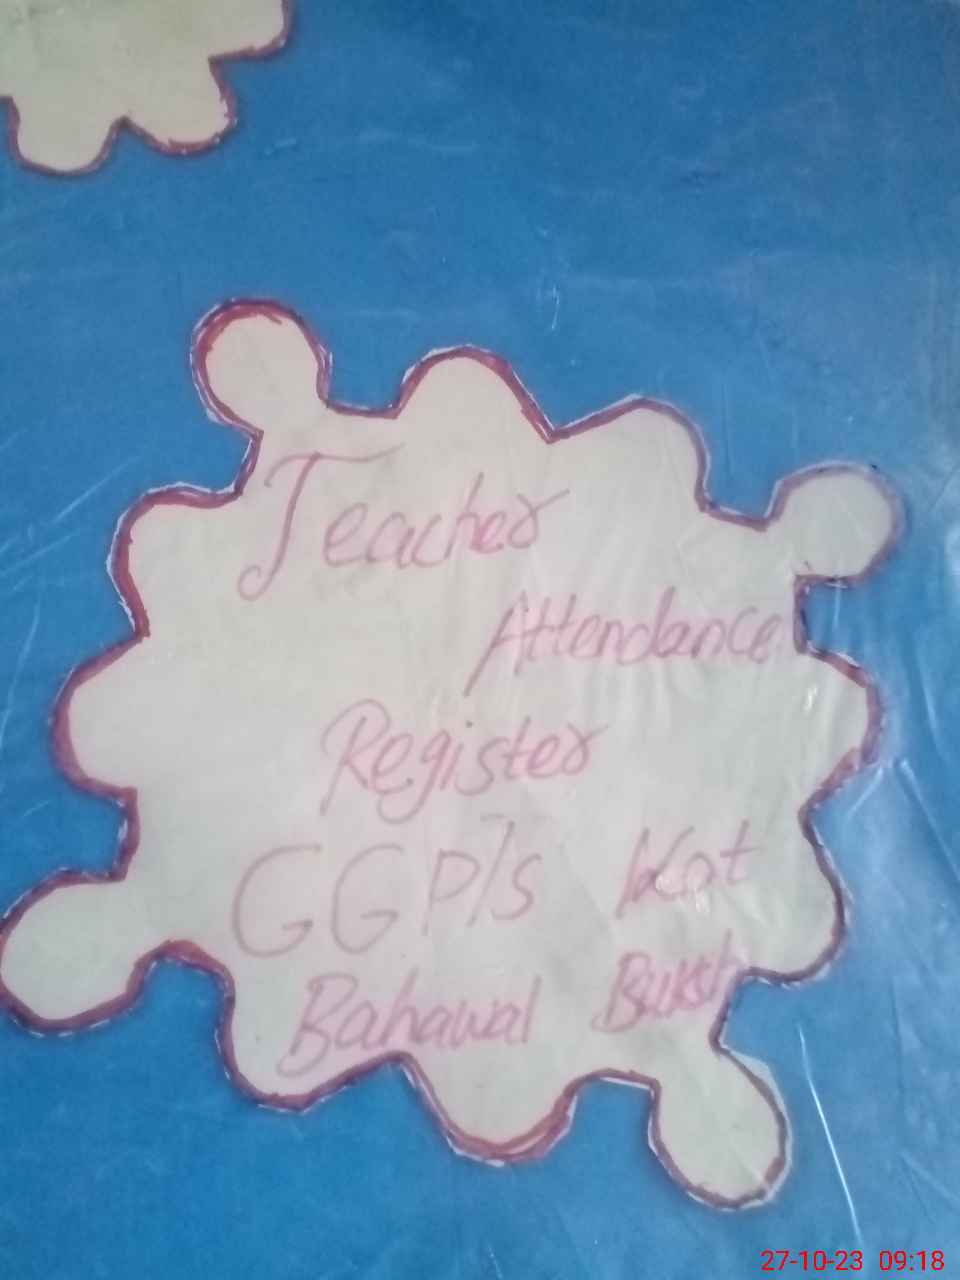 Teacher
Attendance
Register
GGP/S Kot
Bahawal Buksh
27-10-23 09:18